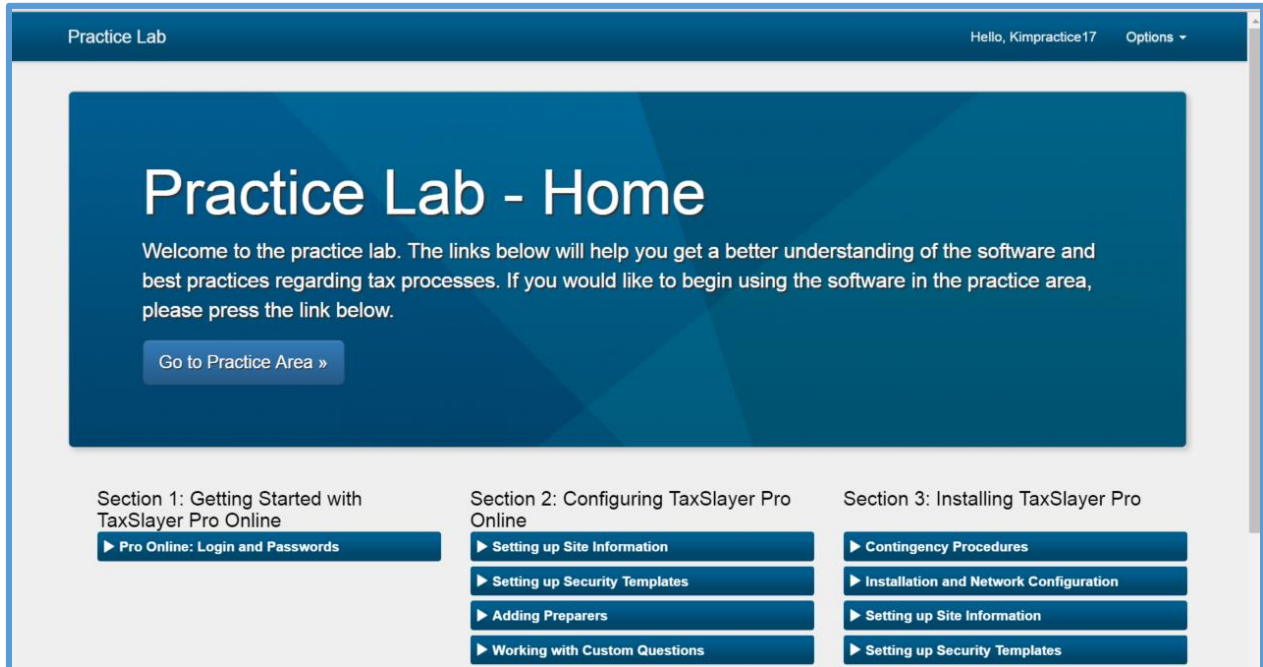 Practice Lab
Hello, Kimpractice17 Options
Practice Lab - Home
Welcome to the practice lab. The links below will help you get a better understanding of the software and
best practices regarding tax processes. If you would like to begin using the software in the practice area,
please press the link below.
Go to Practice Area »
Section 1: Getting Started with
TaxSlayer Pro Online
Pro Online: Login and Passwords
Section 2: Configuring TaxSlayer Pro
Online
Setting up Site Information
Setting up Security Templates
Adding Preparers
Working with Custom Questions
Section 3: Installing TaxSlayer Pro
Contingency Procedures
Installation and Network Configuration
Setting up Site Information
Setting up Security Templates